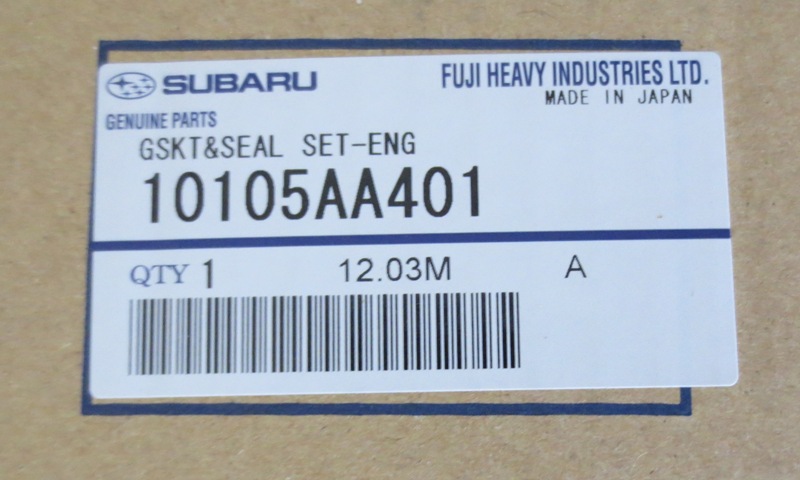 SUBARU
FUJI HEAVY INDUSTRIES LTD.
MADE IN JAPAN
GENUINE PARTS
GSKT&SEAL SET-ENG
10105AA401
QTY 1 12.03M A